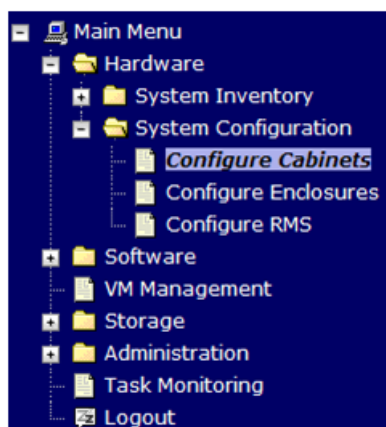 Main Menu
Hardware
System Inventory
System Configuration
Configure Cabinets
Configure Enclosures
Configure RMS
Software
VM Management
Storage
Administration
Task Monitoring
Logout